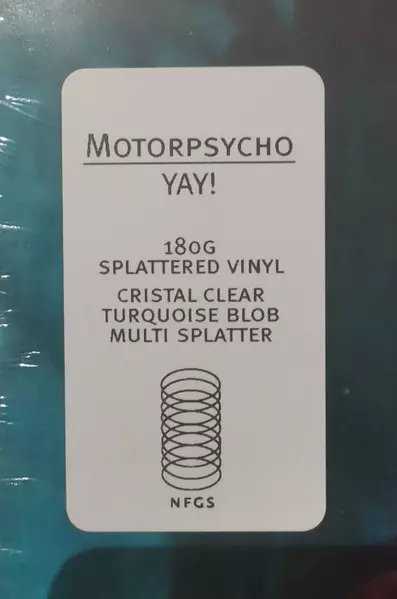 MOTORPSYCHO
YAY!
180G
SPLATTERED VINYL
CRISTAL CLEAR
TURQUOISE BLOB
MULTI SPLATTER
NFGS